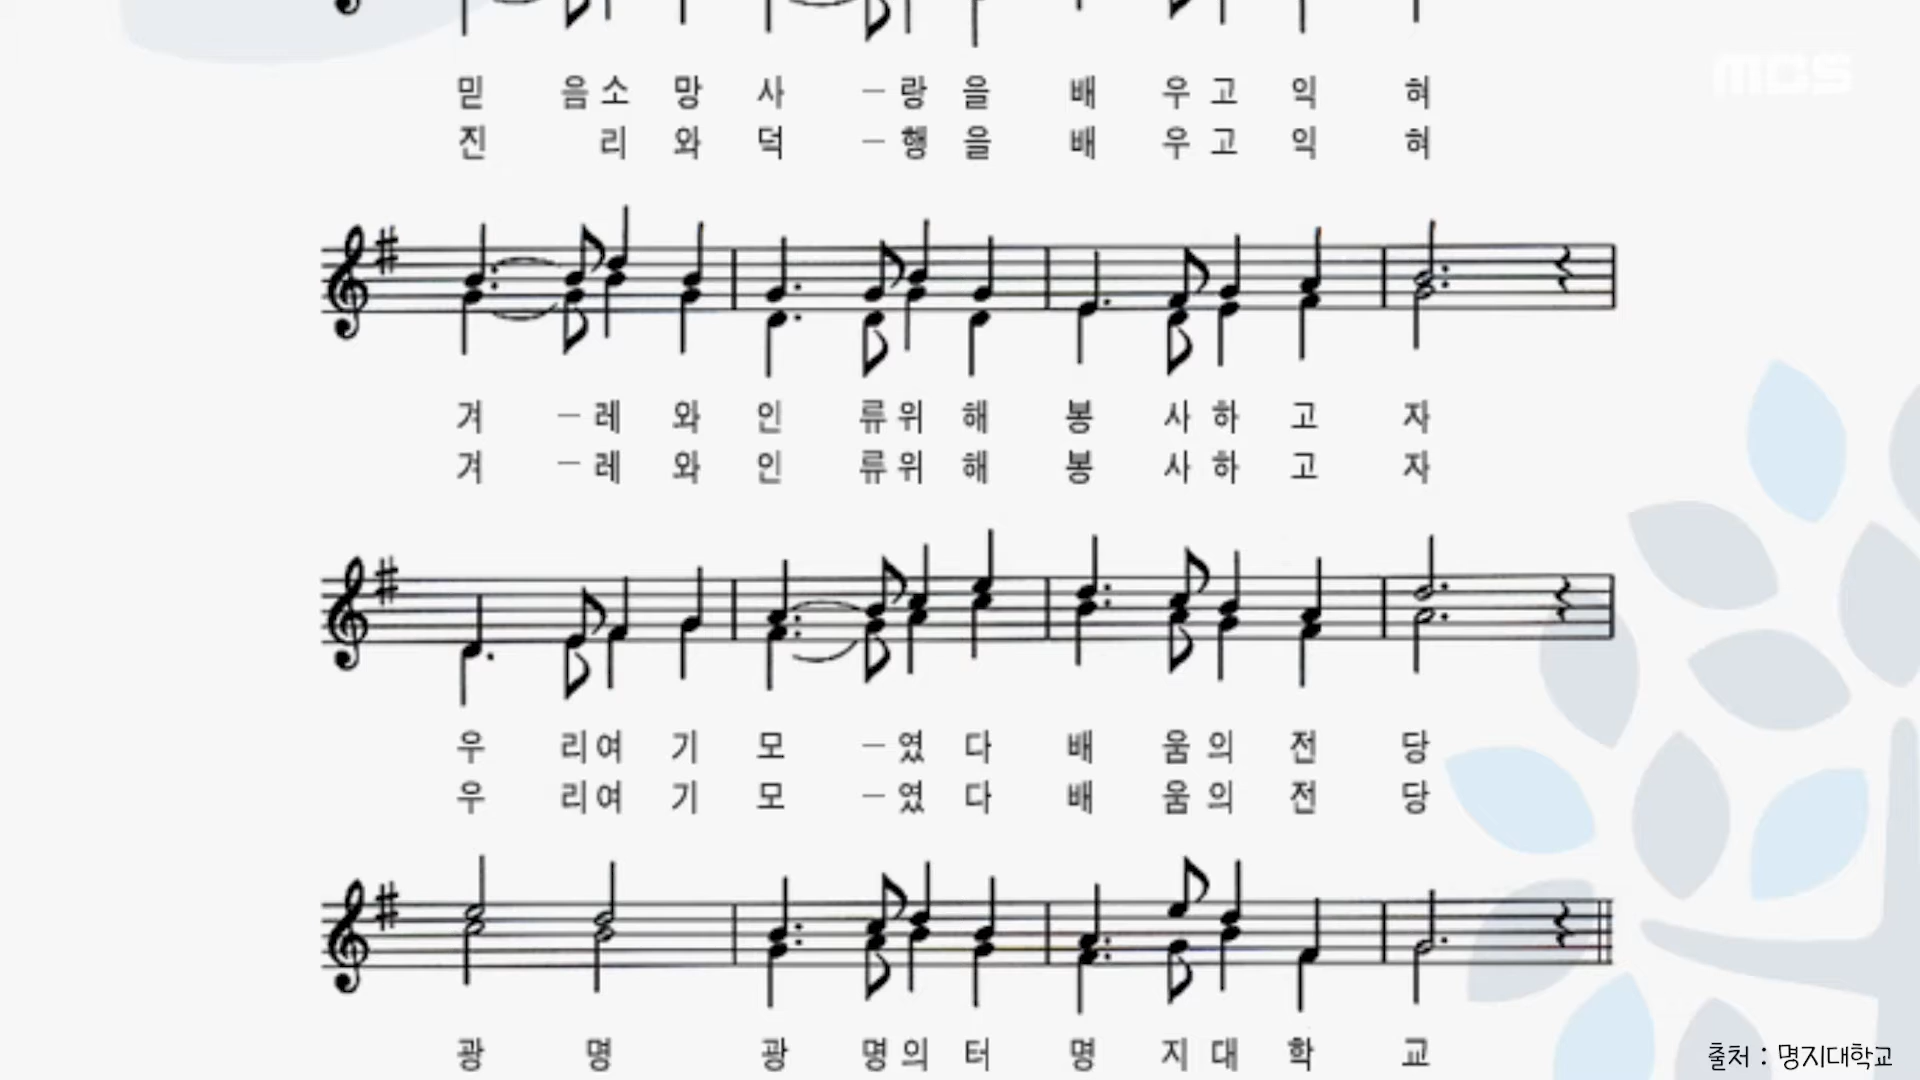 mcs
믿 음소 망 사 –랑 을 배 우고 익 혀
진 리 와 덕 –행 을 배 우고 익 혀
겨 –레 와 인 류위 해 봉 사하 고 자
겨 –레 와 인 류위 해 봉 사하 고 자
우 리여 기 모 –였 다 배 움의 전 당
우 리여 기 모 –였 다 배 움의 전 당
광 명 광 명의 터 명 지대 학 교
출처 : 명지대학교